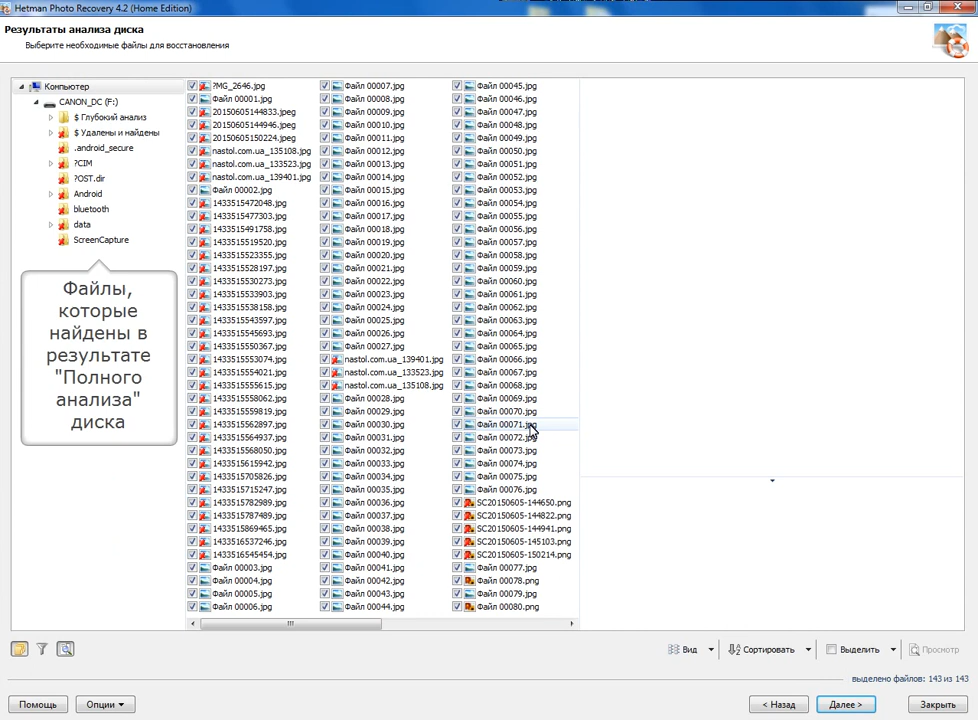 Hetman Photo Recovery 4.2 (Home Edition)
Результаты анализа диска
Выберите необходимые файлы для восстановления
Компьютер
CANON_DC (F:)
$ Глубокий анализ
$ Удалены и найдены
.android_secure
?CIM
?OST.dir
Android
bluetooth
data
ScreenCapture
Файлы,
которые
найдены в
результате
"Полного
анализа"
диска
?MG_2646.jpg
Файл 00001.jpg
20150605144833.jpeg
20150605144946.jpeg
20150605150224.jpeg
nastol.com.ua_135108.jpg
nastol.com.ua_133523.jpg
nastol.com.ua_139401.jpg
Файл 00002.jpg
1433515472048.jpg
1433515477303.jpg
1433515491758.jpg
1433515519520.jpg
1433515523355.jpg
1433515528197.jpg
1433515530273.jpg
1433515533903.jpg
1433515538158.jpg
1433515543597.jpg
1433515545693.jpg
1433515550367.jpg
1433515553074.jpg
1433515554021.jpg
1433515555615.jpg
1433515558062.jpg
1433515559819.jpg
1433515562897.jpg
1433515564937.jpg
1433515568050.jpg
1433515615942.jpg
1433515705826.jpg
1433515715247.jpg
1433515782989.jpg
1433515787489.jpg
1433515869465.jpg
1433516537246.jpg
1433516545454.jpg
Файл 00003.jpg
Файл 00004.jpg
Файл 00005.jpg
Файл 00006.jpg
Файл 00007.jpg
Файл 00008.jpg
Файл 00009.jpg
Файл 00010.jpg
Файл 00011.jpg
Файл 00012.jpg
Файл 00013.jpg
Файл 00014.jpg
Файл 00015.jpg
Файл 00016.jpg
Файл 00017.jpg
Файл 00018.jpg
Файл 00019.jpg
Файл 00020.jpg
Файл 00021.jpg
Файл 00022.jpg
Файл 00023.jpg
Файл 00024.jpg
Файл 00025.jpg
Файл 00026.jpg
Файл 00027.jpg
nastol.com.ua_139401.jpg
nastol.com.ua_133523.jpg
nastol.com.ua_135108.jpg
Файл 00028.jpg
Файл 00029.jpg
Файл 00030.jpg
Файл 00031.jpg
Файл 00032.jpg
Файл 00033.jpg
Файл 00034.jpg
Файл 00035.jpg
Файл 00036.jpg
Файл 00037.jpg
Файл 00038.jpg
Файл 00039.jpg
Файл 00040.jpg
Файл 00041.jpg
Файл 00042.jpg
Файл 00043.jpg
Файл 00044.jpg
Файл 00045.jpg
Файл 00046.jpg
Файл 00047.jpg
Файл 00048.jpg
Файл 00049.jpg
Файл 00050.jpg
Файл 00051.jpg
Файл 00052.jpg
Файл 00053.jpg
Файл 00054.jpg
Файл 00055.jpg
Файл 00056.jpg
Файл 00057.jpg
Файл 00058.jpg
Файл 00059.jpg
Файл 00060.jpg
Файл 00061.jpg
Файл 00062.jpg
Файл 00063.jpg
Файл 00064.jpg
Файл 00065.jpg
Файл 00066.jpg
Файл 00067.jpg
Файл 00068.jpg
Файл 00069.jpg
Файл 00070.jpg
Файл 00071.jpg
Файл 00072.jpg
Файл 00073.jpg
Файл 00074.jpg
Файл 00075.jpg
Файл 00076.jpg
SC20150605-144650.png
SC20150605-144822.png
SC20150605-144941.png
SC20150605-145103.png
SC20150605-150214.png
Файл 00077.jpg
Файл 00078.png
Файл 00079.jpg
Файл 00080.png
Вид
Сортировать
Выделить
Просмотр
выделено файлов: 143 из 143
Помощь
Опции
< Назад
Далее >
Закрыть